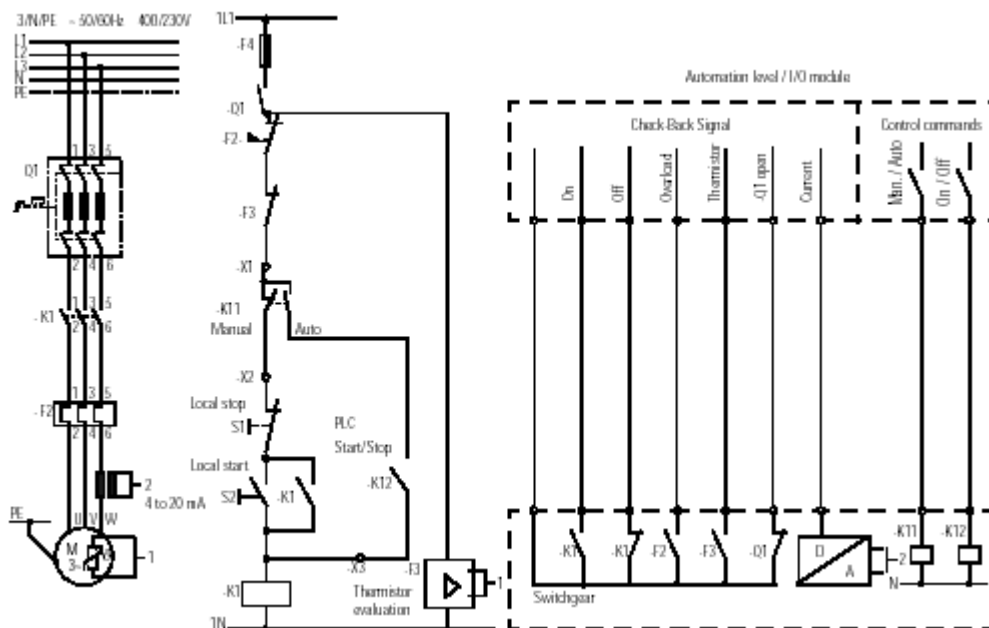 3/N/PE ~ 50/60Hz 400/230V
L1
L2
L3
N
PE
1 3 5
Q1
2 4 6
1 3 5
-K1
2 4 6
1 3 5
-F2
2 4 6
2
4 to 20 mA
PE
U V W
M
3~
1
1L1
-F4
-Q1
-F2
-F3
-X1
-K11
Manual
Auto
-X2
Local stop
S1
PLC
Start/Stop
Local start
S2
-K1
-K12
-X3
-F3
-K1
Thermistor
evaluation
1
1N
Automation level / I/O module
Check-Back Signal
Control commands
On
Off
Overload
Thermistor
-Q1 open
Current
Man. / Auto
On / Off
-K1
-K1
-F2
-F3
-Q1
D
A
2
-K11
-K12
N
Switchgear